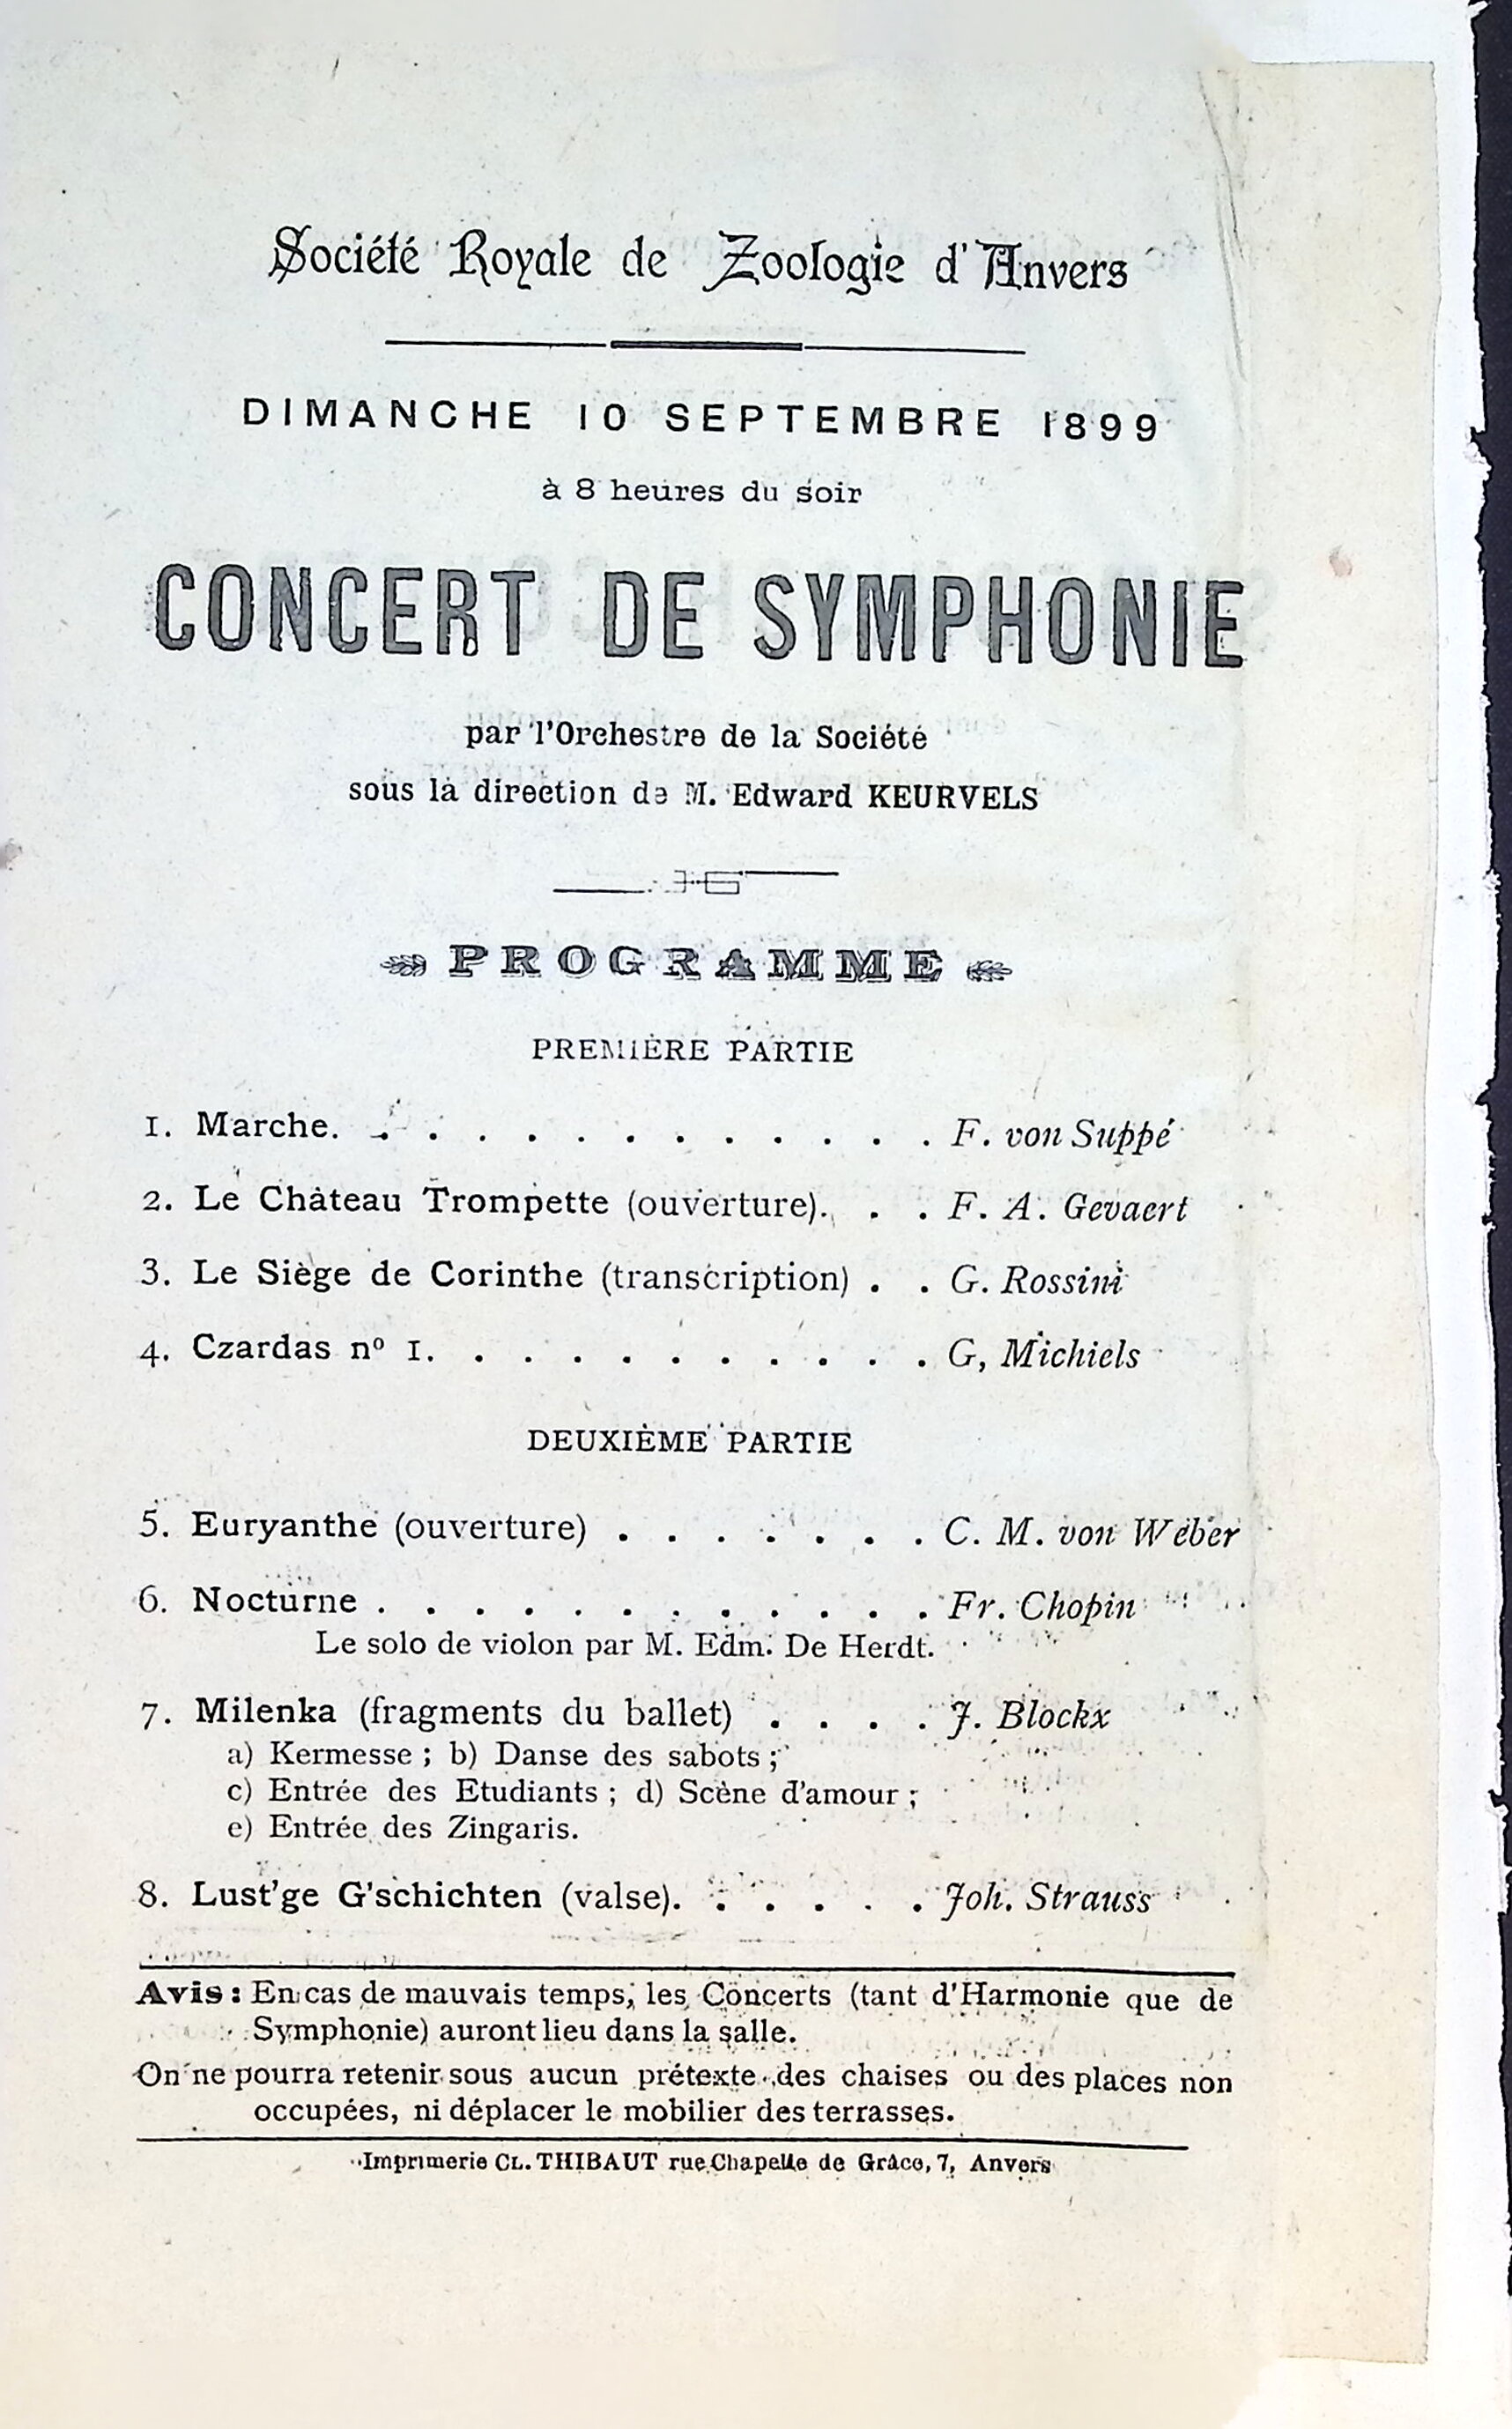 Société Royale de Zoologie d'Anvers
DIMANCHE 10 SEPTEMBRE 1899
à 8 heures du soir
CONCERT DE SYMPHONIE
par l'Orchestre de la Société
sous la direction de M. Edward KEURVELS
PROGRAMME
PREMIÈRE PARTIE
1. Marche. . . . . . . . . . . . . F. von Suppé
2. Le Château Trompette (ouverture). . . F. A. Gevaert
3. Le Siège de Corinthe (transcription) . . G. Rossini
4. Czardas nº 1. . . . . . . . . . . G, Michiels
DEUXIÈME PARTIE
5. Euryanthe (ouverture) . . . . . . . C. M. von Weber
6. Nocturne . . . . . . . . . . . . Fr. Chopin
Le solo de violon par M. Edm. De Herdt.
7. Milenka (fragments du ballet) . . . . J. Blockx
a) Kermesse ; b) Danse des sabots ;
c) Entrée des Etudiants ; d) Scène d'amour ;
e) Entrée des Zingaris.
8. Lust'ge G'schichten (valse). . . . . . Joh. Strauss
Avis : En cas de mauvais temps, les Concerts (tant d'Harmonie que de
Symphonie) auront lieu dans la salle.
On ne pourra retenir sous aucun prétexte des chaises ou des places non
occupées, ni déplacer le mobilier des terrasses.
Imprimerie CL. THIBAUT rue Chapelle de Grâce, 7, Anvers